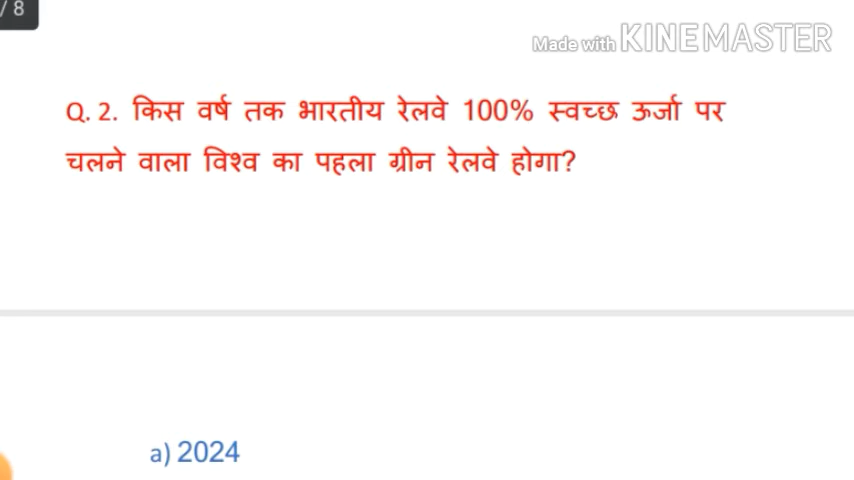 / 8
Made with KINEMASTER
Q. 2. किस वर्ष तक भारतीय रेलवे 100% स्वच्छ ऊर्जा पर
चलने वाला विश्व का पहला ग्रीन रेलवे होगा?
a) 2024